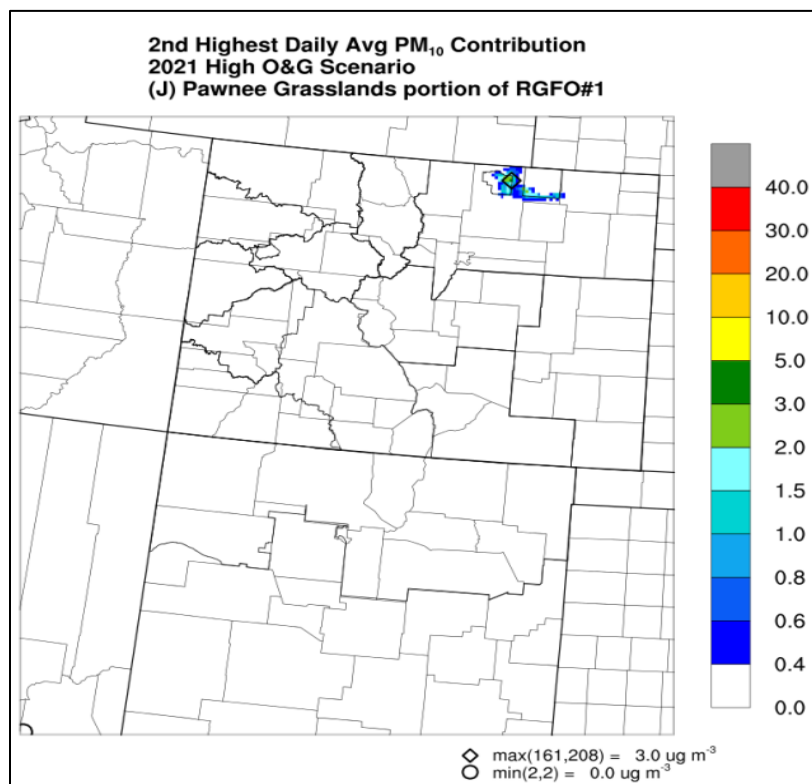 2nd Highest Daily Avg PM₁₀ Contribution
2021 High O&G Scenario
(J) Pawnee Grasslands portion of RGFO#1
40.0
30.0
20.0
10.0
5.0
3.0
2.0
1.5
1.0
0.8
0.6
0.4
0.0
max(161,208) = 3.0 ug m⁻³
min(2,2) = 0.0 ug m⁻³